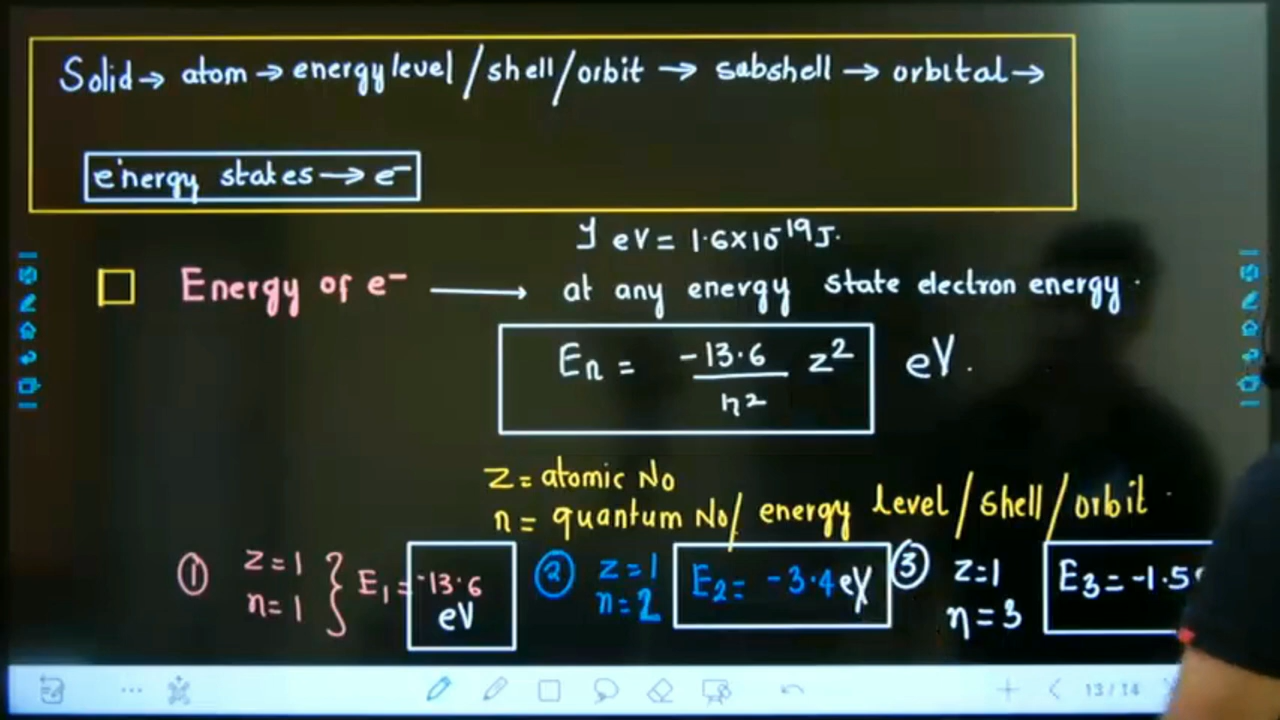 Solid → atom → energy level / shell / orbit → subshell → orbital →
energy states → e⁻
1 eV = 1.6×10⁻¹⁹ J.
Energy of e⁻ → at any energy state electron energy.
En = -13.6/n² z² eV.
z = atomic No
n = quantum No / energy level / shell / orbit.
① z=1 n=1 } E₁ = -13.6 eV
② z=1 n=2 E₂ = -3.4 eV
③ z=1 n=3 E₃ = -1.5
13/14